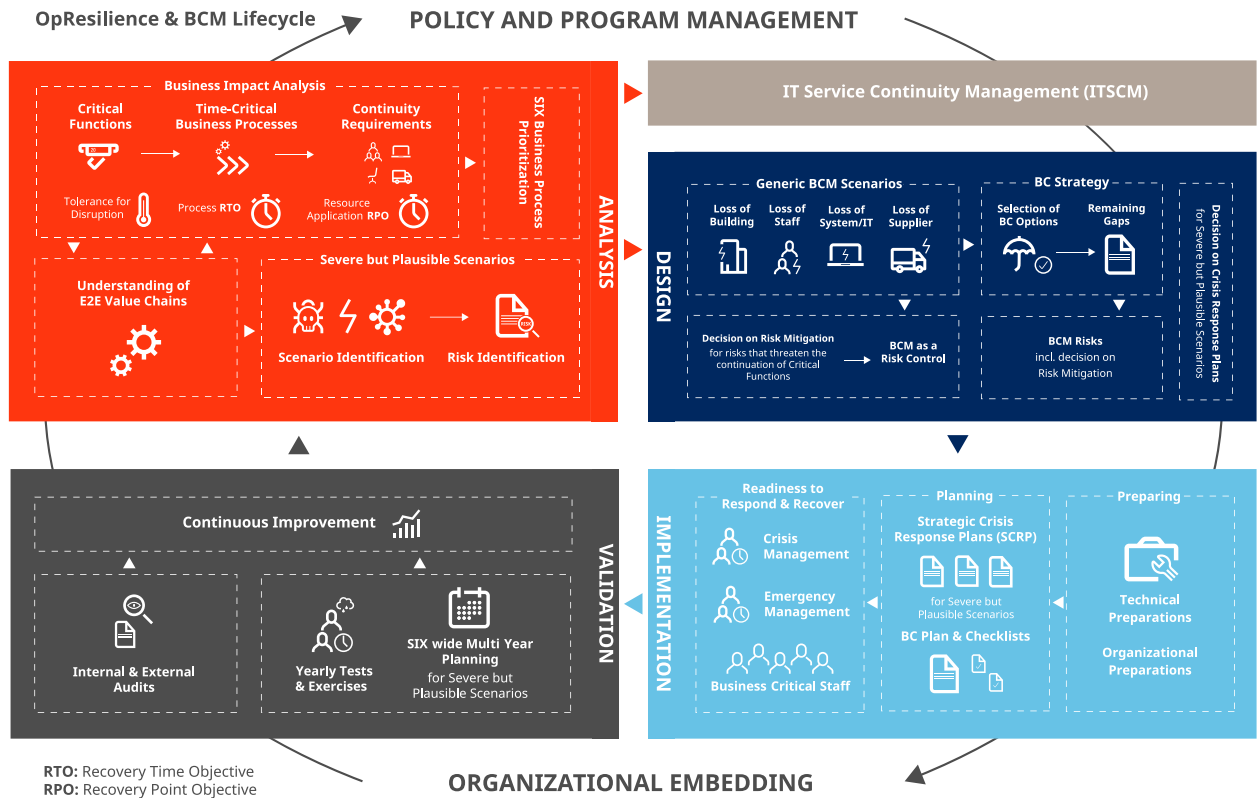 OpResilience & BCM Lifecycle
POLICY AND PROGRAM MANAGEMENT
Business Impact Analysis
Critical
Functions
Time-Critical
Business Processes
Continuity
Requirements
Tolerance for
Disruption
Process RTO
Resource
Application RPO
SIX Business Process
Prioritization
Understanding of
E2E Value Chains
Severe but Plausible Scenarios
Scenario Identification
RISK
Risk Identification
ANALYSIS
IT Service Continuity Management (ITSCM)
DESIGN
Generic BCM Scenarios
Loss of
Building
Loss of
Staff
Loss of
System/IT
Loss of
Supplier
BC Strategy
Selection of
BC Options
Remaining
Gaps
Decision on Risk Mitigation
for risks that threaten the
continuation of Critical
Functions
BCM as a
Risk Control
BCM Risks
incl. decision on
Risk Mitigation
Decision on Crisis Response Plans
for Severe but Plausible Scenarios
Continuous Improvement
Internal & External
Audits
Yearly Tests
& Exercises
SIX wide Multi Year
Planning
for Severe but
Plausible Scenarios
VALIDATION
IMPLEMENTATION
Readiness to
Respond & Recover
Crisis
Management
Emergency
Management
Business Critical Staff
Planning
Strategic Crisis
Response Plans (SCRP)
for Severe but
Plausible Scenarios
BC Plan & Checklists
Preparing
Technical
Preparations
Organizational
Preparations
RTO: Recovery Time Objective
RPO: Recovery Point Objective
ORGANIZATIONAL EMBEDDING